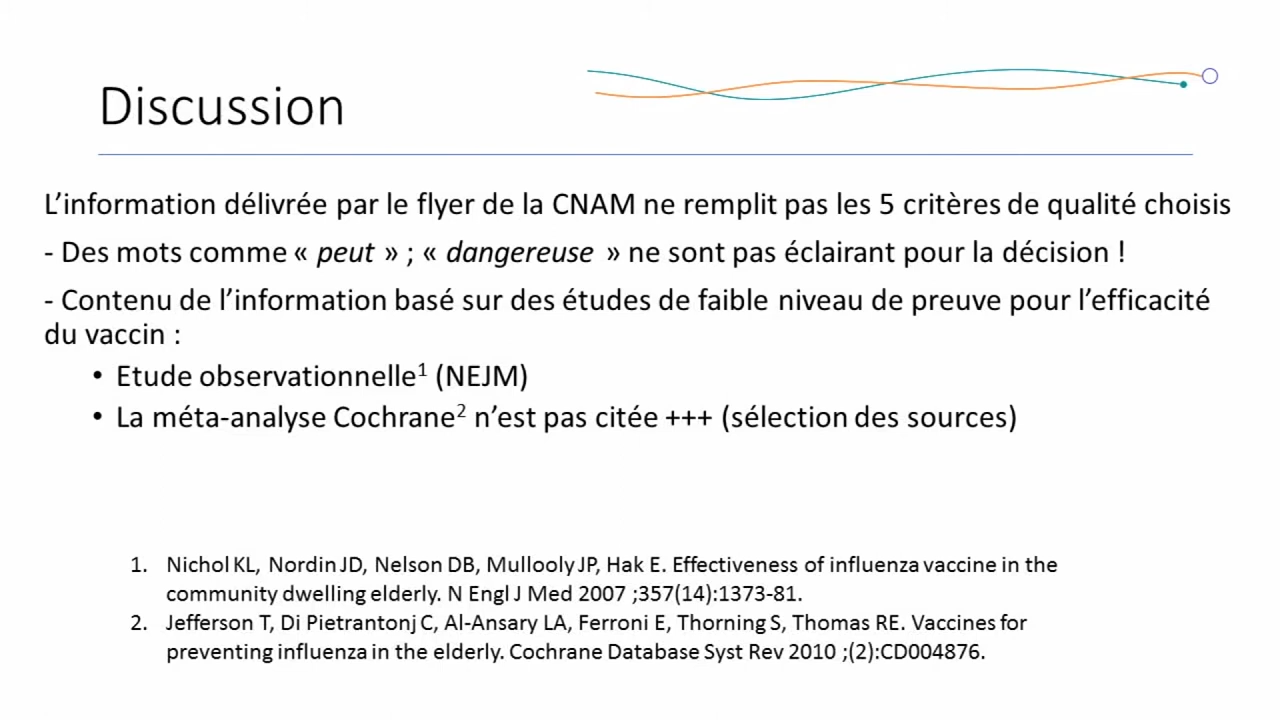 Discussion
L’information délivrée par le flyer de la CNAM ne remplit pas les 5 critères de qualité choisis
- Des mots comme « peut » ; « dangereuse » ne sont pas éclairant pour la décision !
- Contenu de l’information basé sur des études de faible niveau de preuve pour l’efficacité
du vaccin :
• Etude observationnelle¹ (NEJM)
• La méta-analyse Cochrane² n’est pas citée +++ (sélection des sources)
1. Nichol KL, Nordin JD, Nelson DB, Mullooly JP, Hak E. Effectiveness of influenza vaccine in the
community dwelling elderly. N Engl J Med 2007 ;357(14):1373-81.
2. Jefferson T, Di Pietrantonj C, Al-Ansary LA, Ferroni E, Thorning S, Thomas RE. Vaccines for
preventing influenza in the elderly. Cochrane Database Syst Rev 2010 ;(2):CD004876.